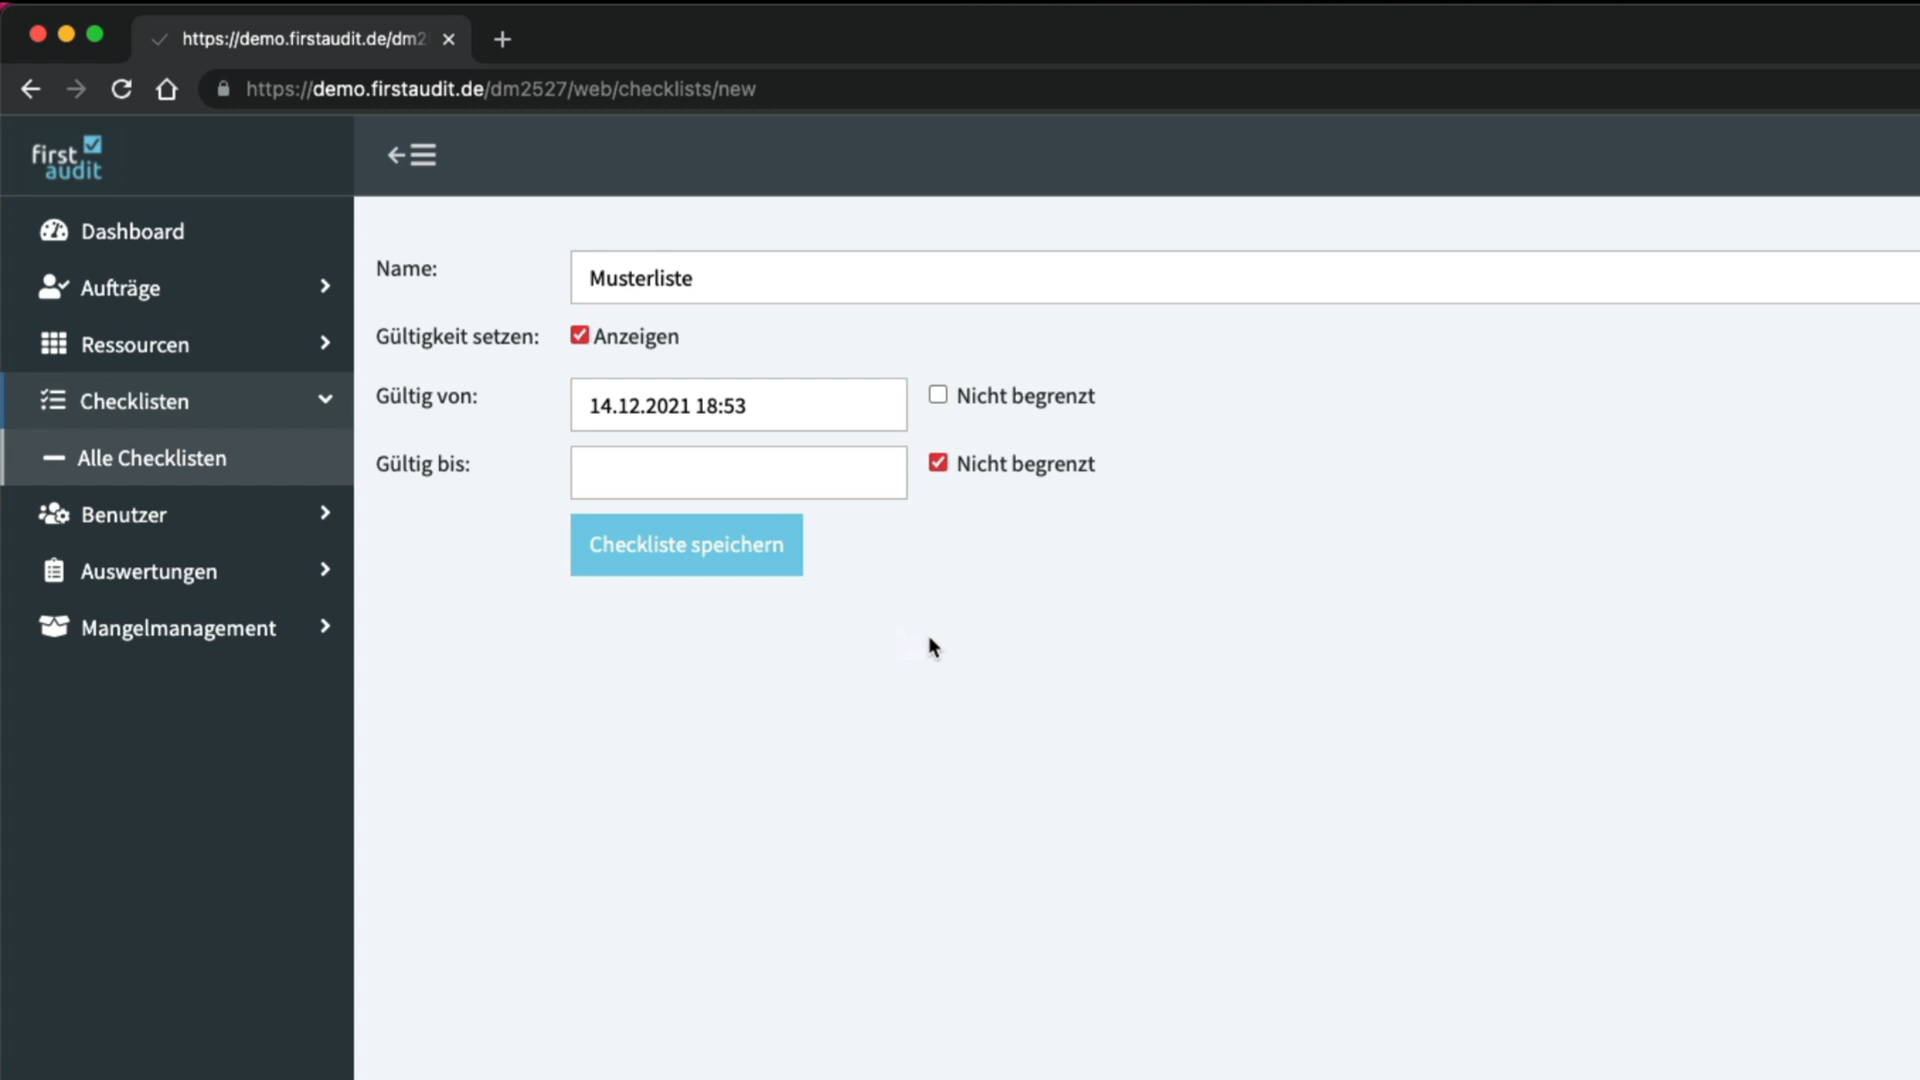 https://demo.firstaudit.de/dm2
https://demo.firstaudit.de/dm2527/web/checklists/new
first
audit
Dashboard
Aufträge
Ressourcen
Checklisten
Alle Checklisten
Benutzer
Auswertungen
Mangelmanagement
Name:
Musterliste
Gültigkeit setzen:
Anzeigen
Gültig von:
14.12.2021 18:53
Nicht begrenzt
Gültig bis:
Nicht begrenzt
Checkliste speichern